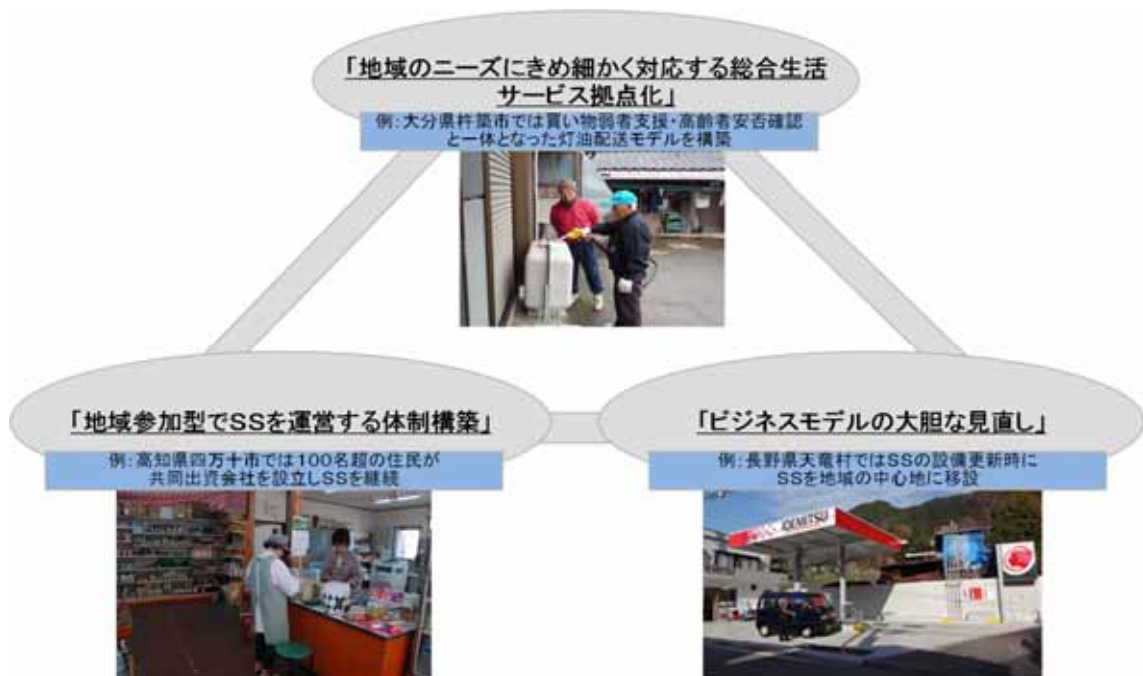 「地域のニーズにきめ細かく対応する総合生活
サービス拠点化」
例:大分県杵築市では買い物弱者支援・高齢者安否確認
と一体となった灯油配送モデルを構築
「地域参加型でSSを運営する体制構築」
例:高知県四万十市では100名超の住民が
共同出資会社を設立しSSを継続
「ビジネスモデルの大胆な見直し」
例:長野県天竜村ではSSの設備更新時に
SSを地域の中心地に移設
IDEMITSU